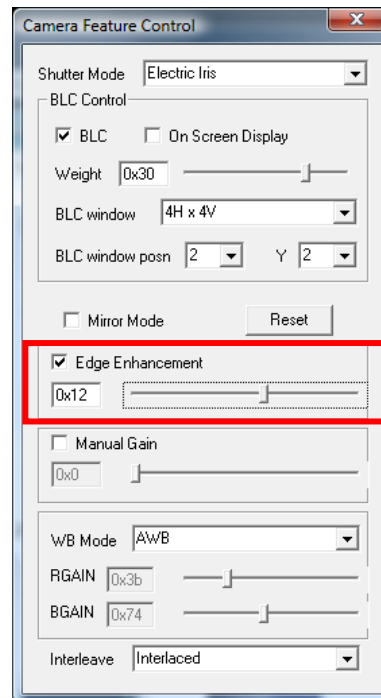 Camera Feature Control
Shutter Mode Electric Iris
BLC Control
BLC On Screen Display
Weight 0x30
BLC window 4H x 4V
BLC window posn 2 Y 2
Mirror Mode Reset
Edge Enhancement
0x12
Manual Gain
0x0
WB Mode AWB
RGAIN 0x3b
BGAIN 0x74
Interleave Interlaced